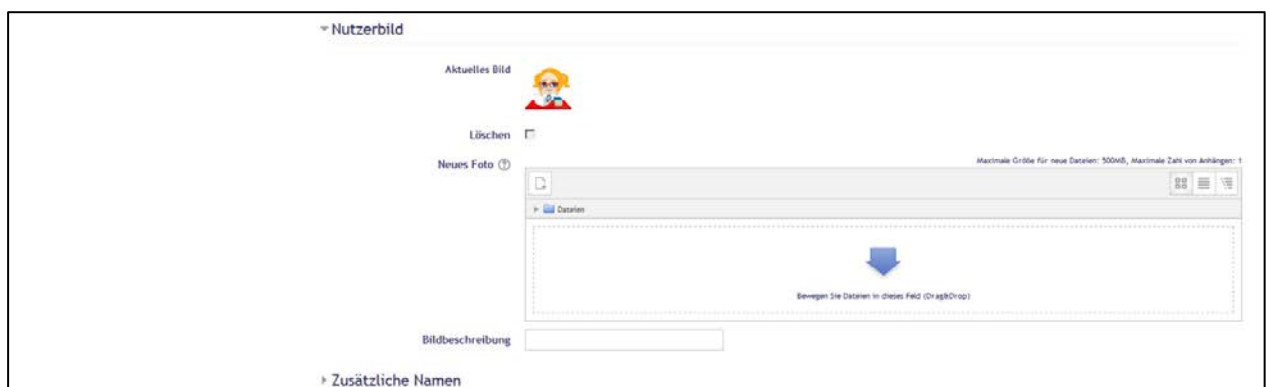 Nutzerbild
Aktuelles Bild
Löschen
Neues Foto
Maximale Größe für neue Dateien: 500MB, Maximale Zahl von Anhängen: 1
Dateien
Bewegen Sie Dateien in dieses Feld (Drag&Drop)
Bildbeschreibung
Zusätzliche Namen